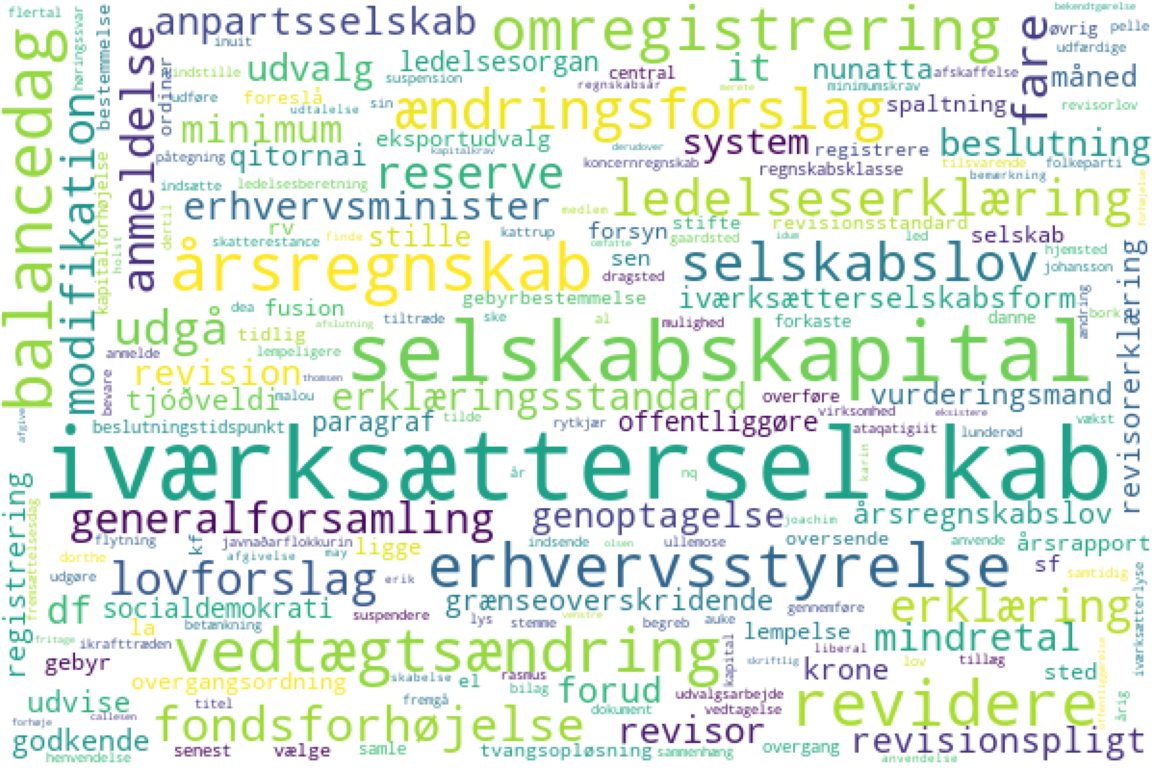 flertal
bekendtgørelse
anpartsselskab
omregistrering
øvrig
pelle
inuit
udfærdige
balancedag
høringssvar
bestemmelse
anmeldelse
indstille
udvalg
ledelsesorgan
suspension
central
regnskabsår
it
nunatta
minimumskrav
afskaffelse
fare
måned
ordinær
udføre
foreslå
udtalelse
sin
ændringsforslag
merete
spaltning
revisorlov
modifikation
minimum
eksportudvalg
kapitalkrav
derudover
system
registrere
beslutning
påtegning
qitornai
koncernregnskab
regnskabsklasse
tilsvarende
folkeparti
bemærkning
indsætte
ledelsesberetning
reserve
ledelseserklæring
forhøjelse
kapitalforhøjelse
holst
dertil
erhvervsminister
medlem
rv
skatterestance
finde
stille
kattrup
forsyn
omfatte
stifte
gaardsted
revisionsstandard
idum
led
selskab
hjemsted
årsregnskab
sen
dragsted
selskabslov
johansson
gebyrbestemmelse
iværksætterselskabsform
ændring
bork
revisorerklæring
dea
fusion
afslutning
tiltræde
ske
al
mulighed
forkaste
danne
udgå
tidlig
lempeligere
selskabskapital
anmelde
bevare
revision
thomsen
malou
tjóðveldi
erklæringsstandard
overføre
vurderingsmand
afgive
beslutningstidspunkt
paragraf
tilde
rytkjær
offentliggøre
virksomhed
ataqatigiit
eksistere
lunderød
vækst
iværksætterselskab
år
nq
karin
registrering
fremsættelsesdag
generalforsamling
genoptagelse
joachim
årsregnskabslov
flytning
kf
javnaðarflokkurin
ligge
indsende
olsen
ullemose
oversende
anvende
årsrapport
dorthe
afgivelse
may
udgøre
lovforslag
erik
erhvervsstyrelse
sf
samtidig
iværksætterlyse
df
socialdemokrati
suspendere
grænseoverskridende
gennemføre
erklæring
betænkning
lys
stemme
venstre
begreb
auke
fritage
ikrafttræden
la
lempelse
mindretal
liberal
gebyr
vedtægtsændring
kapital
skriftlig
krone
lov
tillæg
sted
offentliggørelse
overgangsordning
skabelse
el
rasmus
bilag
forud
udvalgsarbejde
årlig
udvise
titel
fremgå
dokument
vedtagelse
revidere
forhøje
callesen
fondsforhøjelse
revisor
godkende
henvendelse
senest
vælge
samle
tvangsopløsning
sammenhæng
overgang
revisionspligt
anvendelse